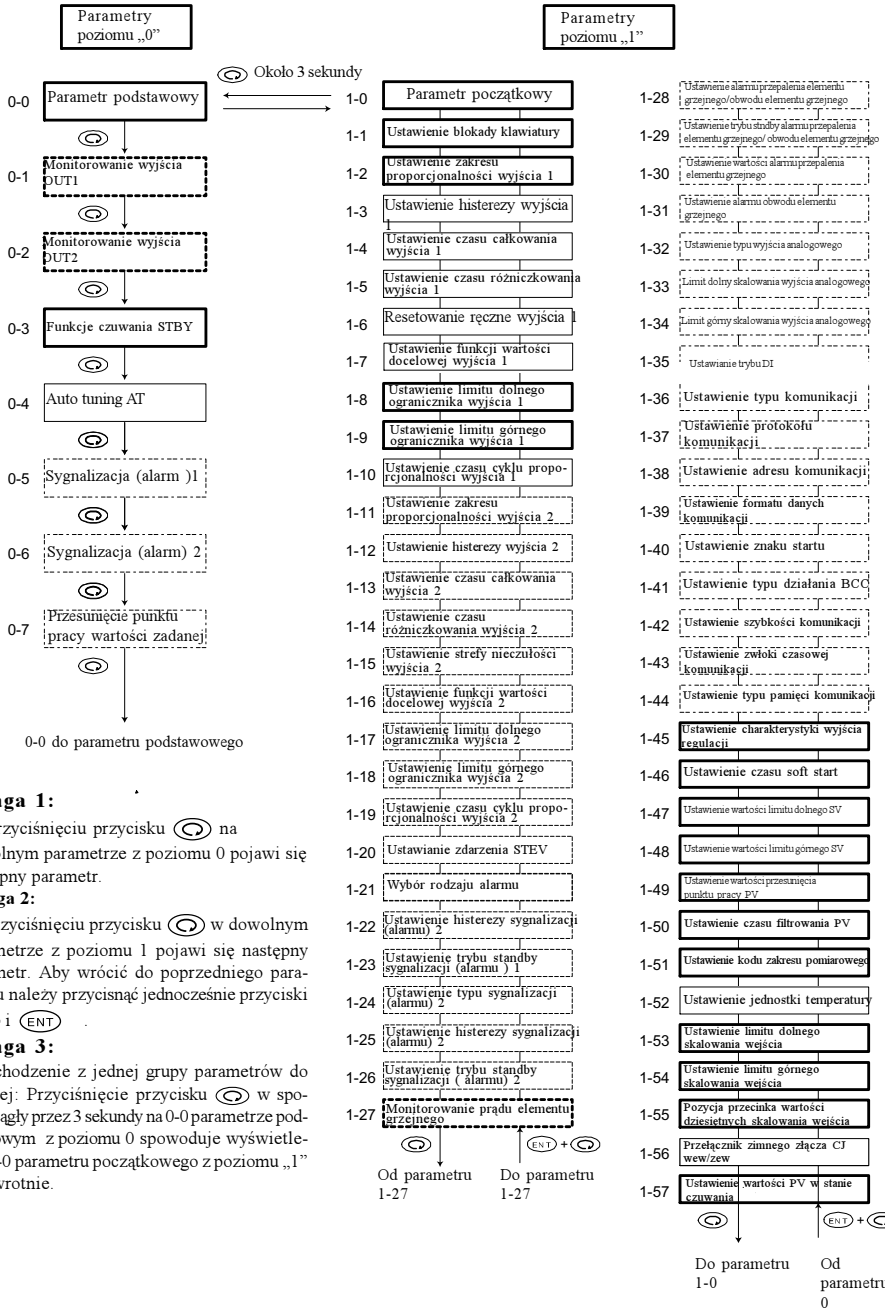 Parametry
poziomu „0”
Parametry
poziomu „1”
Około 3 sekundy
0-0 Parametr podstawowy
0-1 Monitorowanie wyjścia
OUT1
0-2 Monitorowanie wyjścia
OUT2
0-3 Funkcje czuwania STBY
0-4 Auto tuning AT
0-5 Sygnalizacja (alarm )1
0-6 Sygnalizacja (alarm) 2
0-7 Przesunięcie punktu
pracy wartości zadanej
0-0 do parametru podstawowego
aga 1:
rzyciśnięciu przycisku na
olnym parametrze z poziomu 0 pojawi się
ępny parametr.
ga 2:
zyciśnięciu przycisku w dowolnym
metrze z poziomu 1 pojawi się następny
metr. Aby wrócić do poprzedniego para-
u należy przycisnąć jednocześnie przyciski
i ENT .
aga 3:
chodzenie z jednej grupy parametrów do
ej: Przyciśnięcie przycisku w spo-
agły przez 3 sekundy na 0-0 parametrze pod-
owym z poziomu 0 spowoduje wyświetle-
-0 parametru początkowego z poziomu „1”
wrotnie.
1-0 Parametr początkowy
1-1 Ustawienie blokady klawiatury
1-2 Ustawienie zakresu
proporcjonalności wyjścia 1
1-3 Ustawienie histerezy wyjścia
1
1-4 Ustawienie czasu całkowania
wyjścia 1
1-5 Ustawienie czasu różniczkowania
wyjścia 1
1-6 Resetowanie ręczne wyjścia 1
1-7 Ustawienie funkcji wartości
docelowej wyjścia 1
1-8 Ustawienie limitu dolnego
ogranicznika wyjścia 1
1-9 Ustawienie limitu górnego
ogranicznika wyjścia 1
1-10 Ustawienie czasu cyklu propo-
rcjonalności wyjścia 1
1-11 Ustawienie zakresu
proporcjonalności wyjścia 2
1-12 Ustawienie histerezy wyjścia 2
1-13 Ustawienie czasu całkowania
wyjścia 2
1-14 Ustawienie czasu
różniczkowania wyjścia 2
1-15 Ustawienie strefy nieczułości
wyjścia 2
1-16 Ustawienie funkcji wartości
docelowej wyjścia 2
1-17 Ustawienie limitu dolnego
ogranicznika wyjścia 2
1-18 Ustawienie limitu górnego
ogranicznika wyjścia 2
1-19 Ustawienie czasu cyklu propo-
rcjonalności wyjścia 2
1-20 Ustawianie zdarzenia STEV
1-21 Wybór rodzaju alarmu
1-22 Ustawienie histerezy sygnalizacji
(alarmu) 2
1-23 Ustawienie trybu standby
sygnalizacji (alarmu ) 1
1-24 Ustawienie typu sygnalizacji
(alarmu) 2
1-25 Ustawienie histerezy sygnalizacji
(alarmu) 2
1-26 Ustawienie trybu standby
sygnalizacji ( alarmu) 2
1-27 Monitorowanie prądu elementu
grzejnego
ENT +
Od parametru
1-27
Do parametru
1-27
1-28 Ustawienie alarmu przepalenia elementu
grzejnego/obwodu elementu grzejnego
1-29 Ustawienie trybu stndby alarmu przepalenia
elementu grzejnego/ obwodu elementu grzejnego
1-30 Ustawienie wartości alarmu przepalenia
elementu grzejnego
1-31 Ustawienie alarmu obwodu elementu
grzejnego
1-32 Ustawienie typu wyjścia analogowego
1-33 Limit dolny skalowania wyjścia analogowego
1-34 Limit górny skalowania wyjścia analogowego
1-35 Ustawianie trybu DI
1-36 Ustawienie typu komunikacji
1-37 Ustawienie protokołu
komunikacji
1-38 Ustawienie adresu komunikacji
1-39 Ustawienie formatu danych
komunikacji
1-40 Ustawienie znaku startu
1-41 Ustawienie typu działania BCC
1-42 Ustawienie szybkości komunikacji
1-43 Ustawienie zwłoki czasowej
komunikacji
1-44 Ustawienie typu pamięci komunikacji
1-45 Ustawienie charakterystyki wyjścia
regulacji
1-46 Ustawienie czasu soft start
1-47 Ustawienie wartości limitu dolnego SV
1-48 Ustawienie wartości limitu górnego SV
1-49 Ustawienie wartości przesunięcia
punktu pracy PV
1-50 Ustawienie czasu filtrowania PV
1-51 Ustawienie kodu zakresu pomiarowego
1-52 Ustawienie jednostki temperatury
1-53 Ustawienie limitu dolnego
skalowania wejścia
1-54 Ustawienie limitu górnego
skalowania wejścia
1-55 Pozycja przecinka wartości
dziesiętnych skalowania wejścia
1-56 Przełącznik zimnego złącza CJ
wew/zew
1-57 Ustawienie wartości PV w stanie
czuwania
ENT +
Do parametru
1-0
Od
parametru
0